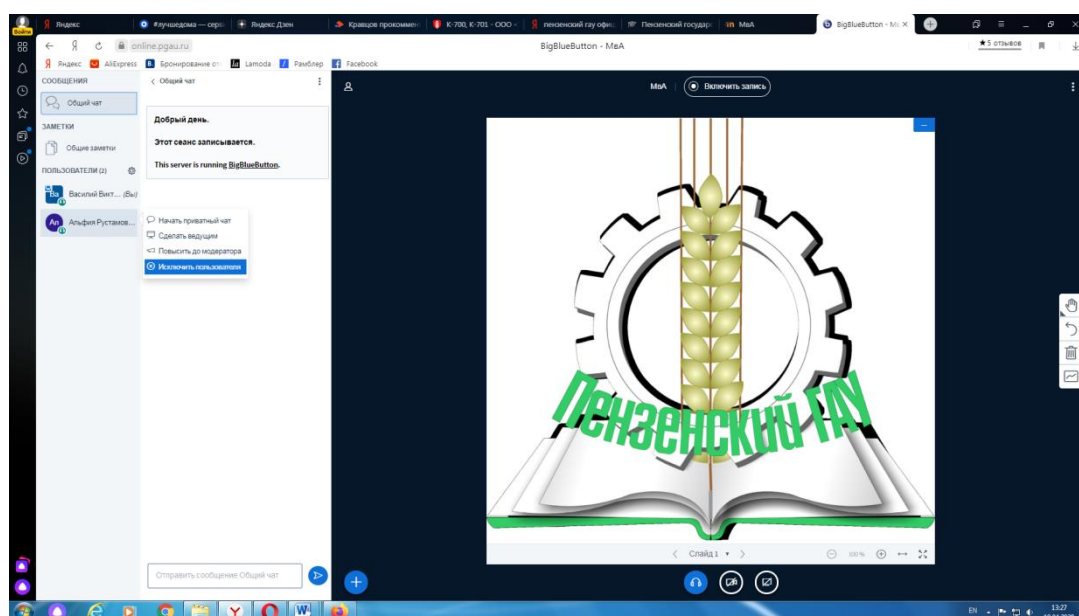 Яндекс
#лучшедома — серв
Яндекс Дзен
Кравцов прокоммен
К-700, К-701 - ООО -
пензенский гау офиц
Пензенский государс
МвА
BigBlueButton - Мв
Войти
online.pgau.ru
BigBlueButton - МвА
★ 5 отзывов
Яндекс
AliExpress
Бронирование от
Lamoda
Рамблер
Facebook
СООБЩЕНИЯ
Общий чат
ЗАМЕТКИ
Общие заметки
ПОЛЬЗОВАТЕЛИ (2)
Ва
Василий Викт... (Вы)
Ал
Альфия Рустамов...
Общий чат
Добрый день.
Этот сеанс записывается.
This server is running BigBlueButton.
Начать приватный чат
Сделать ведущим
Повысить до модератора
Исключить пользователя
Отправить сообщение Общий чат
МвА
Включить запись
Пензенский ГАУ
Слайд 1
100%
EN
13:27